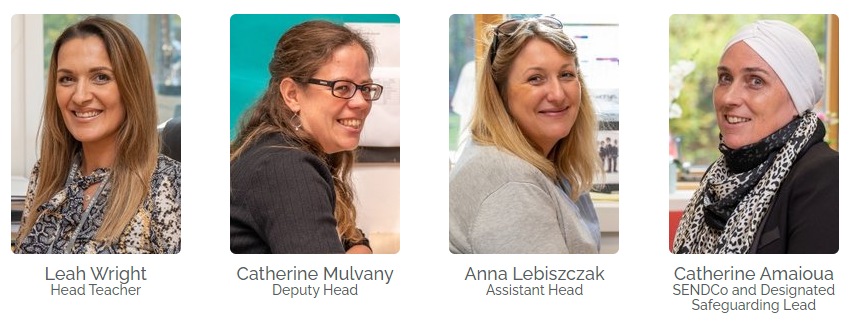 Leah Wright
Head Teacher
Catherine Mulvany
Deputy Head
Anna Lebiszczak
Assistant Head
Catherine Amaioua
SENDCo and Designated
Safeguarding Lead